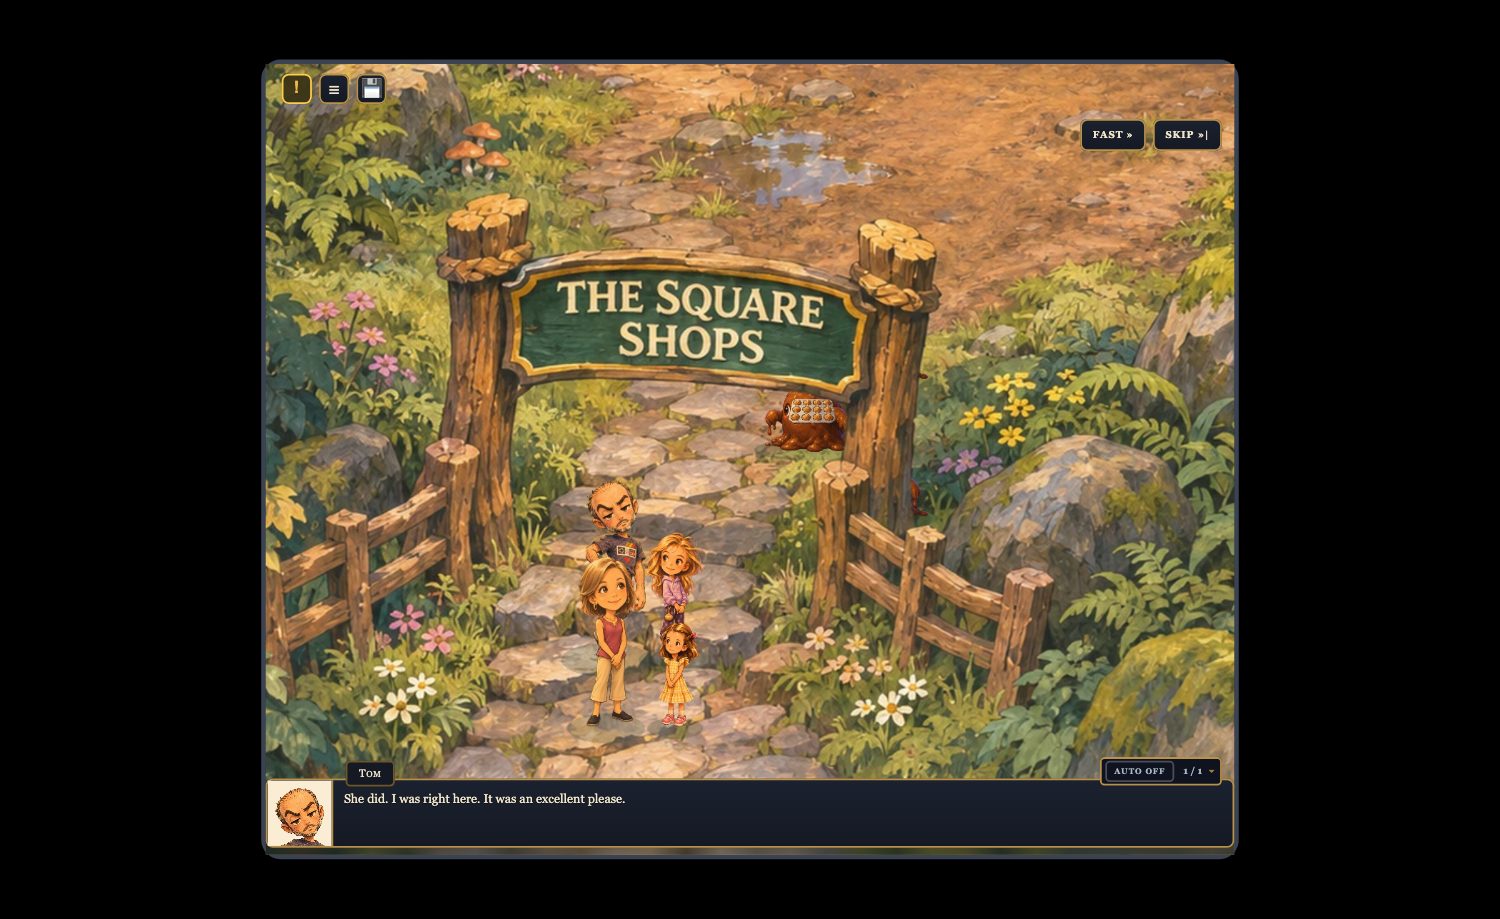 !
FAST »
SKIP »|
THE SQUARE
SHOPS
Tom
AUTO OFF 1 / 1
She did. I was right here. It was an excellent please.